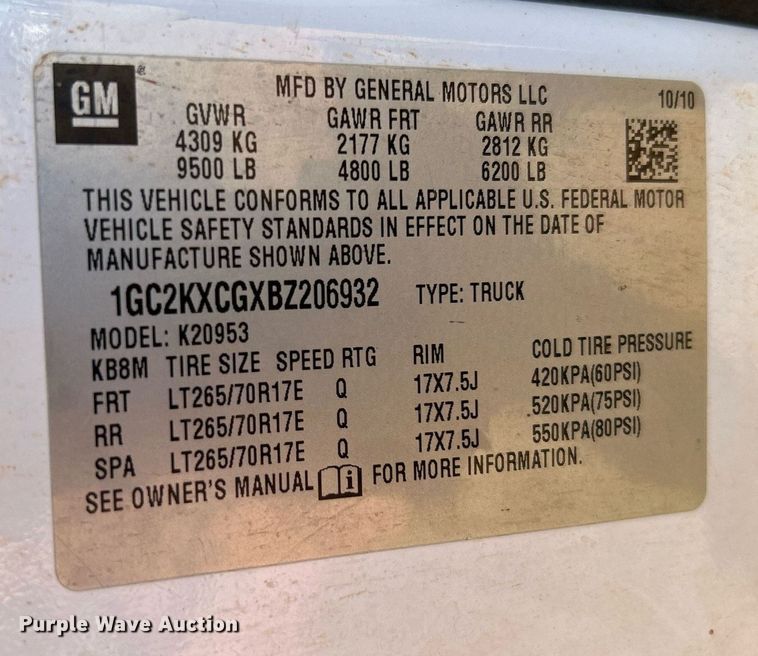 GM
MFD BY GENERAL MOTORS LLC 10/10
GVWR GAWR FRT GAWR RR
4309 KG 2177 KG 2812 KG
9500 LB 4800 LB 6200 LB
THIS VEHICLE CONFORMS TO ALL APPLICABLE U.S. FEDERAL MOTOR
VEHICLE SAFETY STANDARDS IN EFFECT ON THE DATE OF
MANUFACTURE SHOWN ABOVE.
1GC2KXCGXBZ206932 TYPE: TRUCK
MODEL: K20953
KB8M TIRE SIZE SPEED RTG RIM COLD TIRE PRESSURE
FRT LT265/70R17E Q 17X7.5J 420KPA(60PSI)
RR LT265/70R17E Q 17X7.5J 520KPA(75PSI)
SPA LT265/70R17E Q 17X7.5J 550KPA(80PSI)
SEE OWNER'S MANUAL i FOR MORE INFORMATION.
Purple Wave Auction